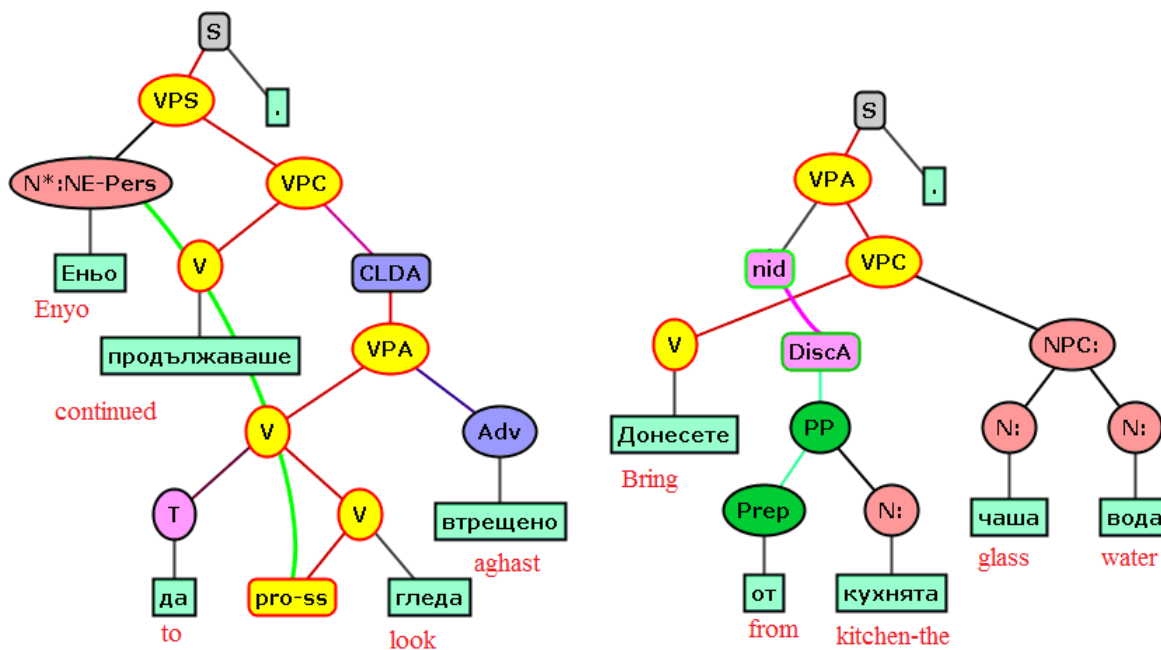 S
VPS
.
N*:NE-Pers
VPC
Еньо
V
CLDA
Enyo
продължаваше
VPA
continued
V
Adv
T
V
втрещено
aghast
да
pro-ss
гледа
to
look
S
VPA
.
nid
VPC
V
DiscA
NPC:
Донесете
PP
N:
N:
Bring
Prep
N:
чаша
вода
glass
water
от
кухнята
from
kitchen-the